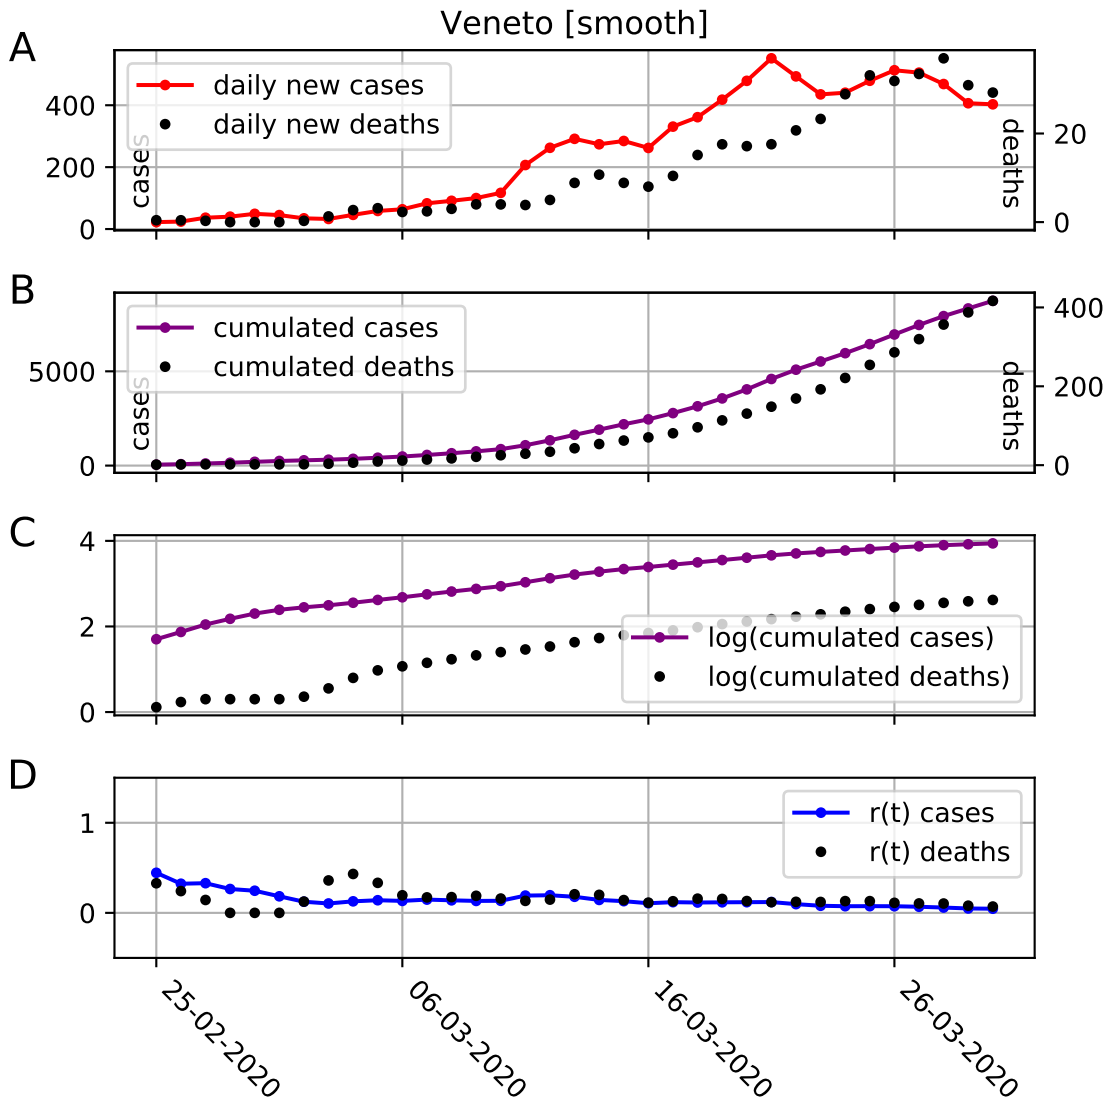 Veneto [smooth]
A
daily new cases
daily new deaths
400
200
0
cases
deaths
20
0
B
cumulated cases
cumulated deaths
5000
0
cases
deaths
400
200
0
C
4
2
0
log(cumulated cases)
log(cumulated deaths)
D
1
0
r(t) cases
r(t) deaths
25-02-2020
06-03-2020
16-03-2020
26-03-2020